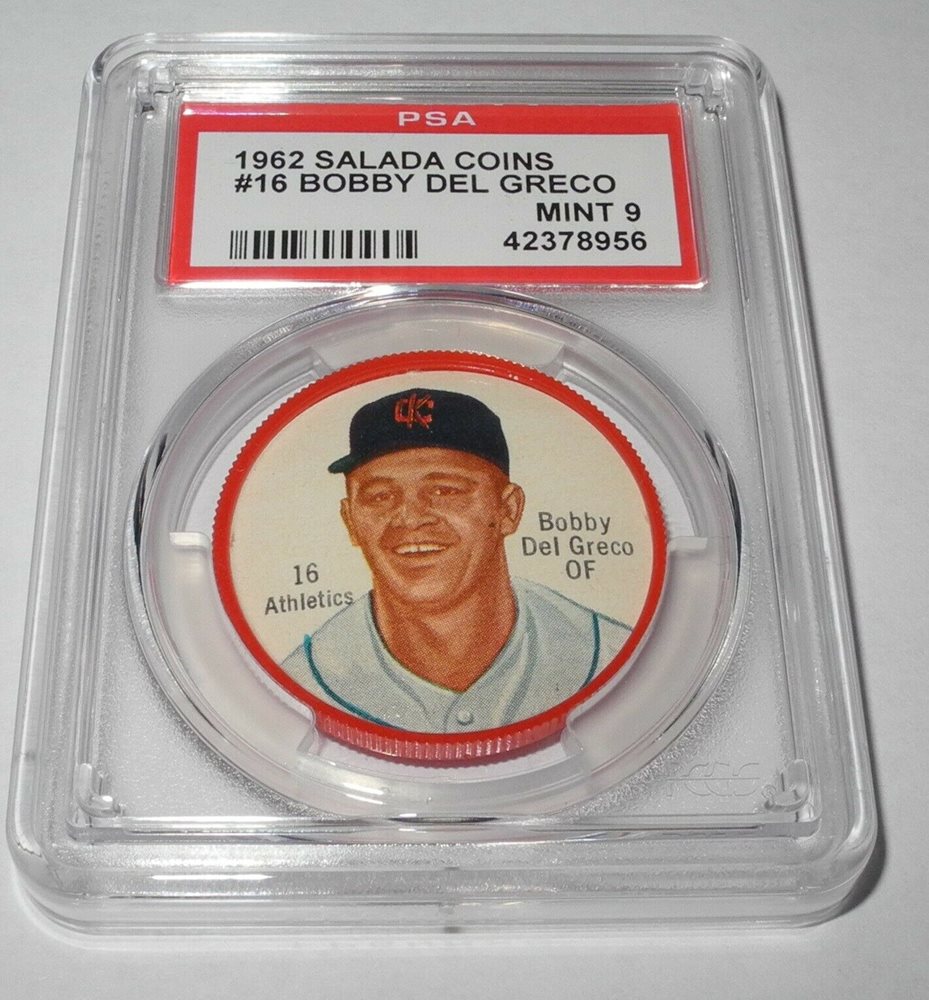 PSA
1962 SALADA COINS
#16 BOBBY DEL GRECO
MINT 9
42378956
KC
Bobby
Del Greco
OF
16
Athletics